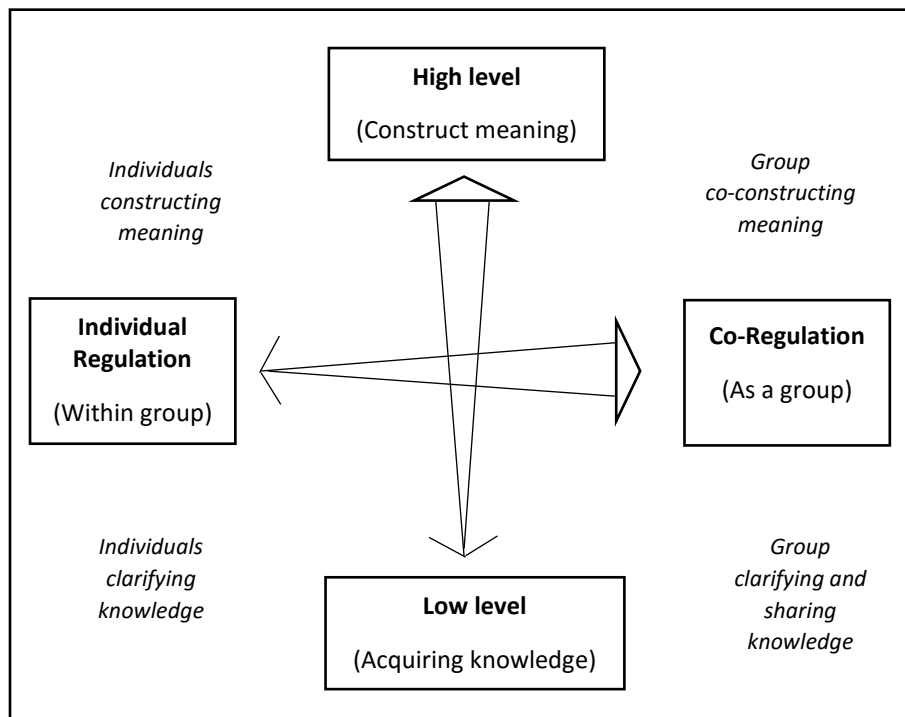 High level
(Construct meaning)
Individuals
constructing
meaning
Group
co-constructing
meaning
Individual
Regulation
(Within group)
Co-Regulation
(As a group)
Individuals
clarifying
knowledge
Low level
(Acquiring knowledge)
Group
clarifying and
sharing
knowledge